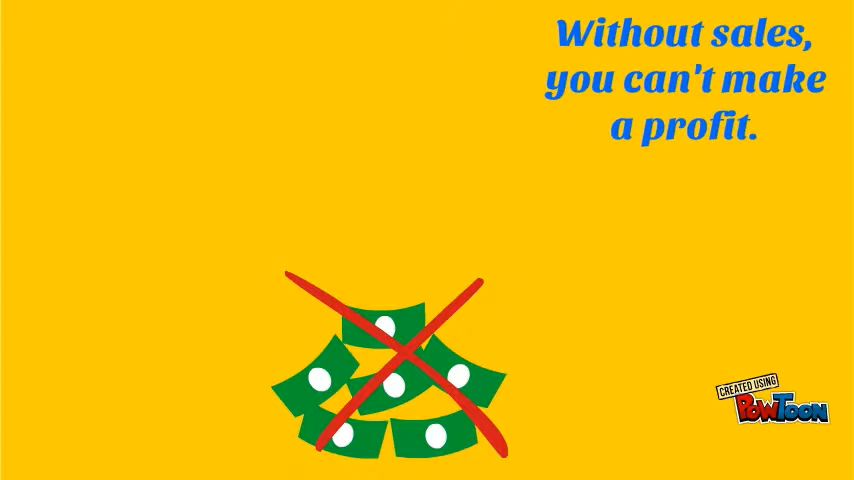 Without sales,
you can't make
a profit.
CREATED USING
POWTOON